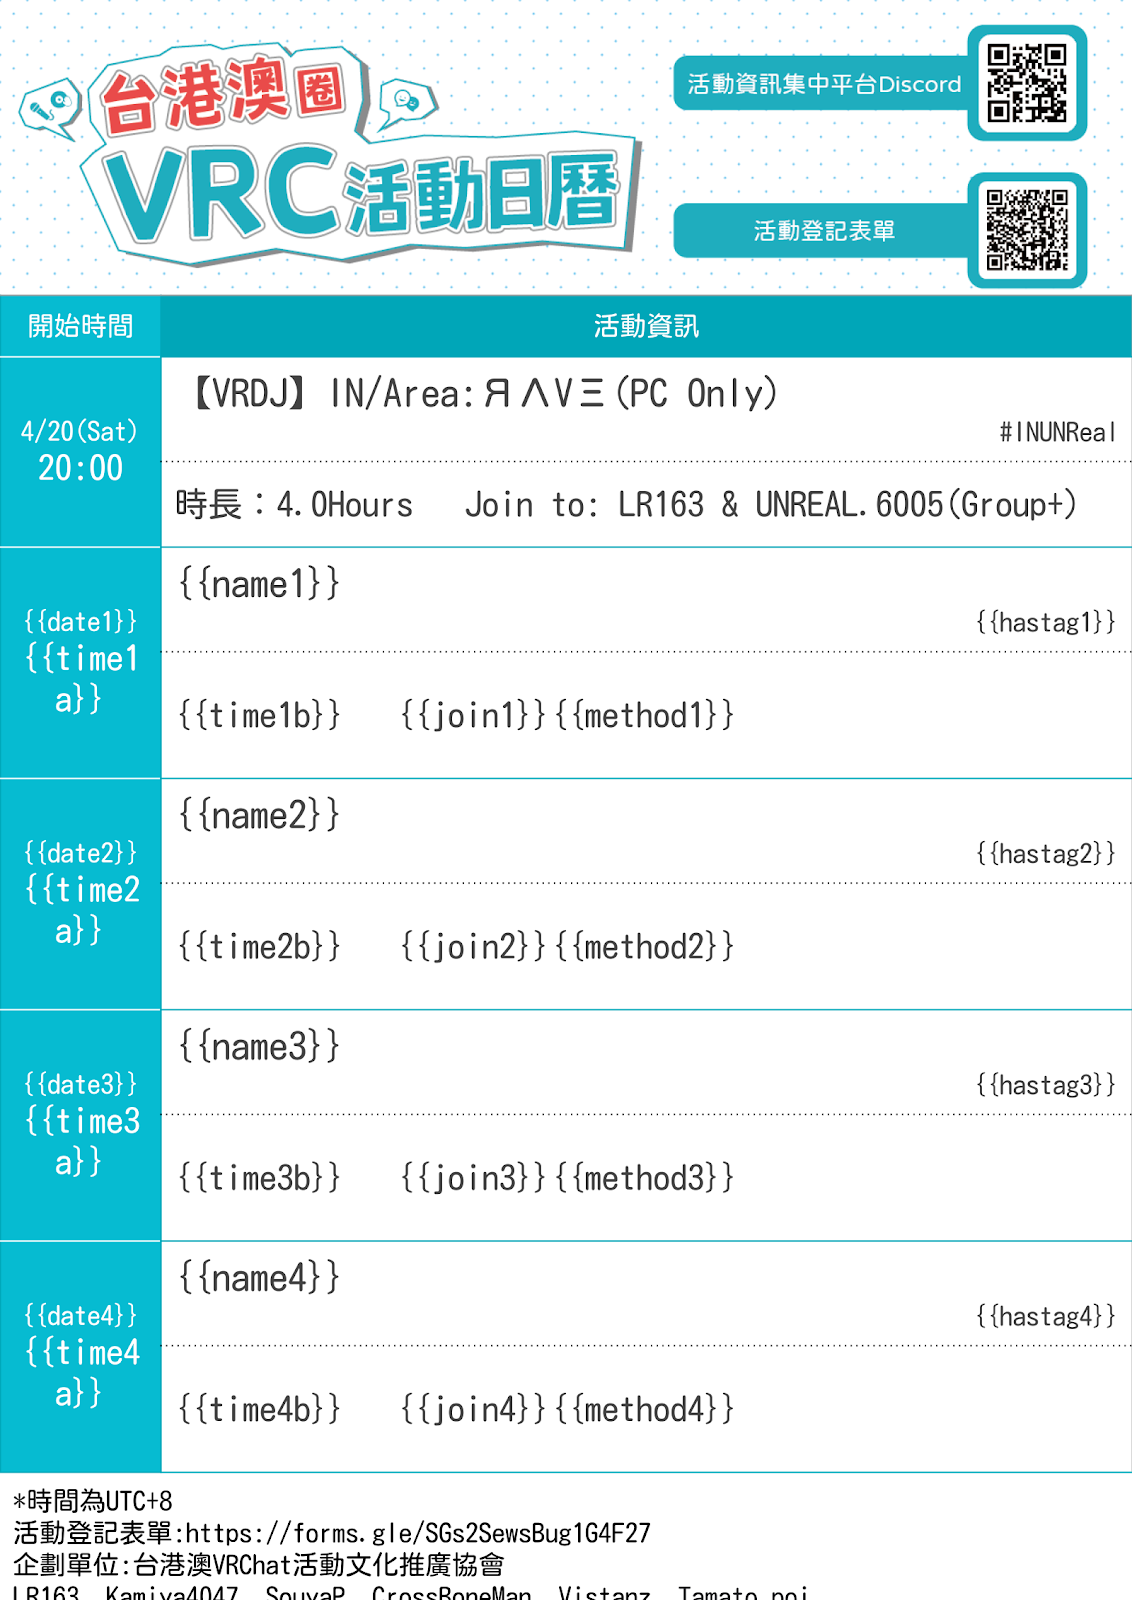 台港澳圈
VRC活動日曆
活動資訊集中平台Discord
活動登記表單
開始時間 活動資訊
4/20(Sat)
20:00
【VRDJ】IN/Area:ЯΛVΞ(PC Only)
#INUNReal
時長：4.0Hours Join to: LR163 & UNREAL.6005(Group+)
{{date1}}
{{time1
a}}
{{name1}}
{{hastag1}}
{{time1b}} {{join1}}{{method1}}
{{date2}}
{{time2
a}}
{{name2}}
{{hastag2}}
{{time2b}} {{join2}}{{method2}}
{{date3}}
{{time3
a}}
{{name3}}
{{hastag3}}
{{time3b}} {{join3}}{{method3}}
{{date4}}
{{time4
a}}
{{name4}}
{{hastag4}}
{{time4b}} {{join4}}{{method4}}
*時間為UTC+8
活動登記表單:https://forms.gle/SGs2SewsBug1G4F27
企劃單位:台港澳VRChat活動文化推廣協會
LR163、Kamiya4047、SouyaP、CrossBoneMan、Vistanz、Tamato_poi